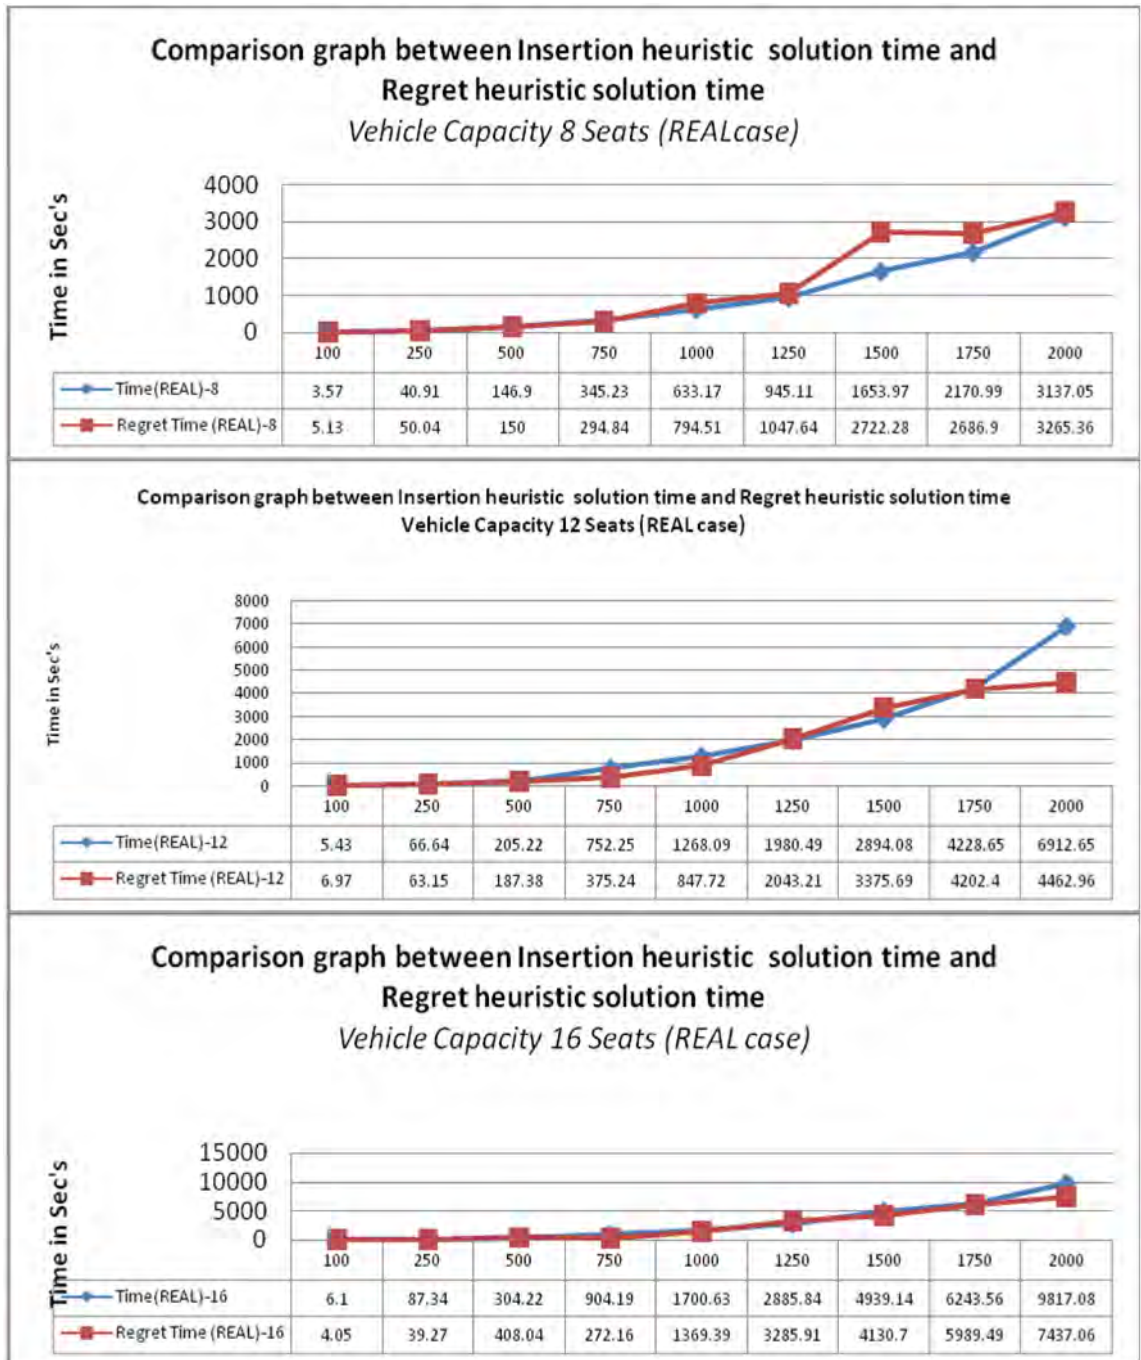 Comparison graph between Insertion heuristic solution time and
Regret heuristic solution time
Vehicle Capacity 8 Seats (REALcase)
Time in Sec's
4000
3000
2000
1000
0
100 250 500 750 1000 1250 1500 1750 2000
Time(REAL)-8 3.57 40.91 146.9 345.23 633.17 945.11 1653.97 2170.99 3137.05
Regret Time (REAL)-8 5.13 50.04 150 294.84 794.51 1047.64 2722.28 2686.9 3265.36
Comparison graph between Insertion heuristic solution time and Regret heuristic solution time
Vehicle Capacity 12 Seats (REAL case)
Time in Sec's
8000
7000
6000
5000
4000
3000
2000
1000
0
100 250 500 750 1000 1250 1500 1750 2000
Time(REAL)-12 5.43 66.64 205.22 752.25 1268.09 1980.49 2894.08 4228.65 6912.65
Regret Time (REAL)-12 6.97 63.15 187.38 375.24 847.72 2043.21 3375.69 4202.4 4462.96
Comparison graph between Insertion heuristic solution time and
Regret heuristic solution time
Vehicle Capacity 16 Seats (REAL case)
Time in Sec's
15000
10000
5000
0
100 250 500 750 1000 1250 1500 1750 2000
Time(REAL)-16 6.1 87.34 304.22 904.19 1700.63 2885.84 4939.14 6243.56 9817.08
Regret Time (REAL)-16 4.05 39.27 408.04 272.16 1369.39 3285.91 4130.7 5989.49 7437.06